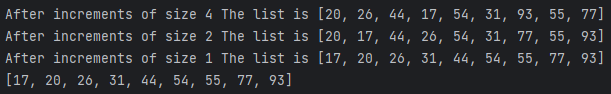 After increments of size 4 The list is [20, 26, 44, 17, 54, 31, 93, 55, 77]
After increments of size 2 The list is [20, 17, 44, 26, 54, 31, 77, 55, 93]
After increments of size 1 The list is [17, 20, 26, 31, 44, 54, 55, 77, 93]
[17, 20, 26, 31, 44, 54, 55, 77, 93]